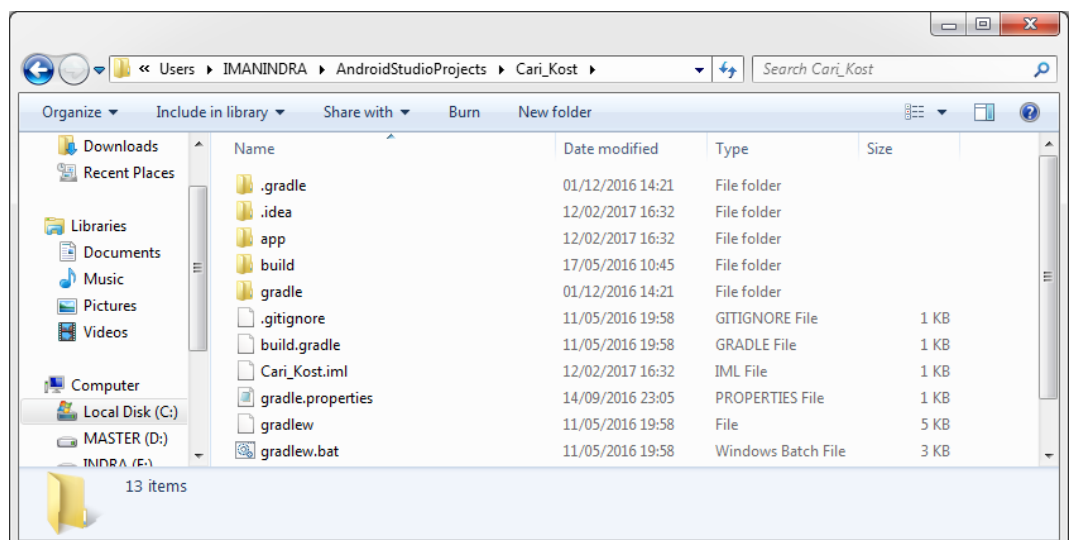 « Users ▸ IMANINDRA ▸ AndroidStudioProjects ▸ Cari_Kost ▸ Search Cari_Kost
Organize Include in library Share with Burn New folder
Downloads
Recent Places
Libraries
Documents
Music
Pictures
Videos
Computer
Local Disk (C:)
MASTER (D:)
INDRA (E:)
Name Date modified Type Size
.gradle 01/12/2016 14:21 File folder
.idea 12/02/2017 16:32 File folder
app 12/02/2017 16:32 File folder
build 17/05/2016 10:45 File folder
gradle 01/12/2016 14:21 File folder
.gitignore 11/05/2016 19:58 GITIGNORE File 1 KB
build.gradle 11/05/2016 19:58 GRADLE File 1 KB
Cari_Kost.iml 12/02/2017 16:32 IML File 1 KB
gradle.properties 14/09/2016 23:05 PROPERTIES File 1 KB
gradlew 11/05/2016 19:58 File 5 KB
gradlew.bat 11/05/2016 19:58 Windows Batch File 3 KB
13 items